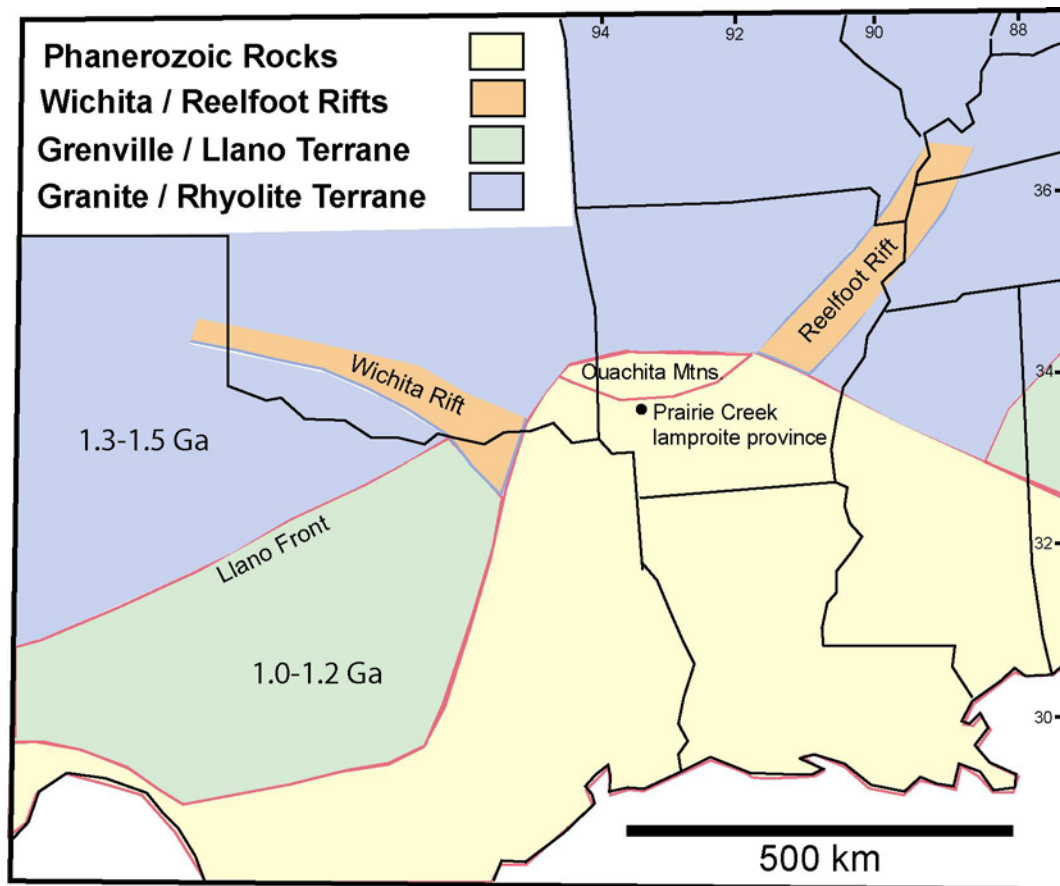 94
92
90
88
Phanerozoic Rocks
Wichita / Reelfoot Rifts
Grenville / Llano Terrane
Granite / Rhyolite Terrane
36
Reelfoot Rift
Wichita Rift
Ouachita Mtns.
34
Prairie Creek
lamproite province
1.3-1.5 Ga
Llano Front
32
1.0-1.2 Ga
30
500 km